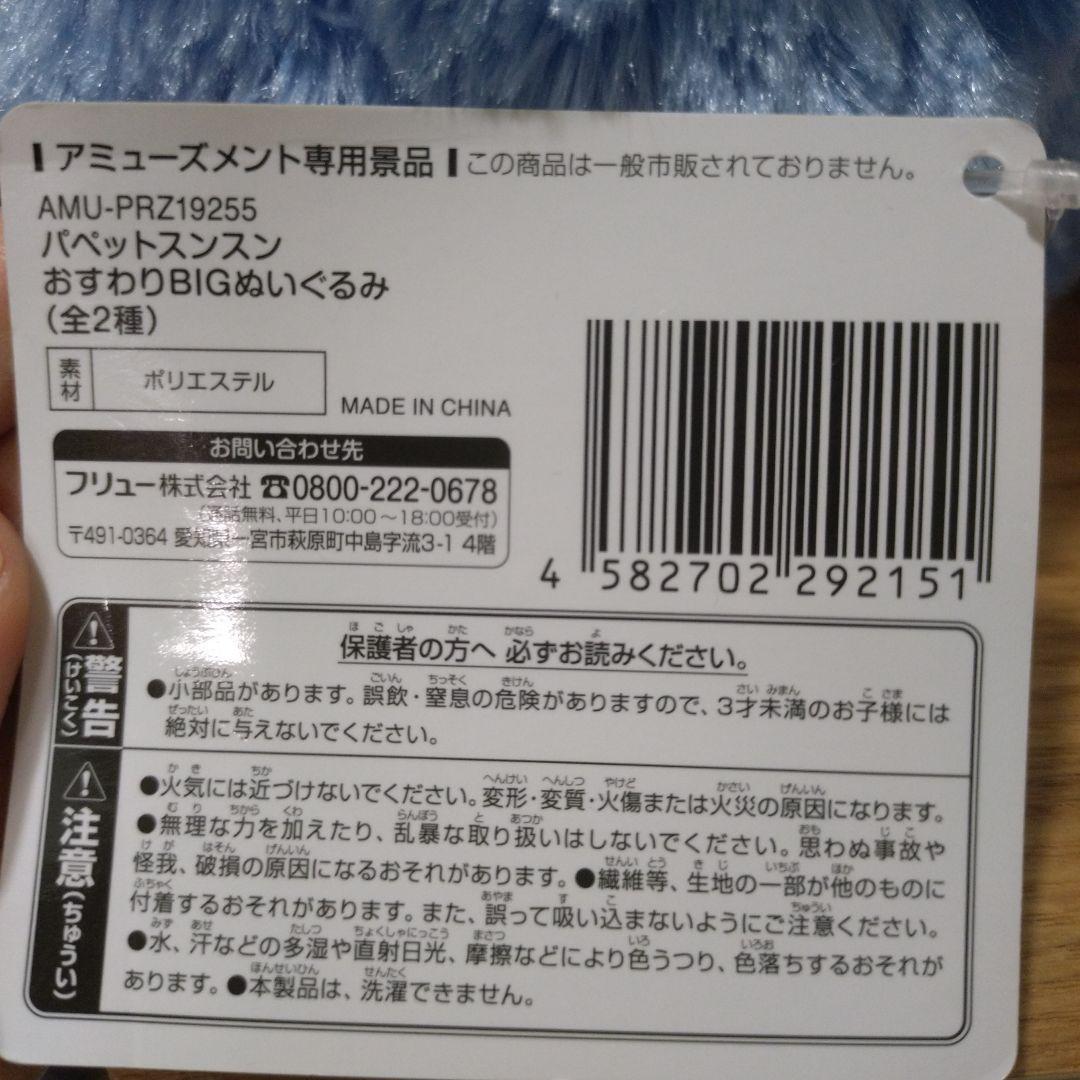 アミューズメント専用景品 この商品は一般市販されておりません。
AMU-PRZ19255
パペットスンスン
おすわりBIGぬいぐるみ
(全2種)
素材 ポリエステル
MADE IN CHINA
お問い合わせ先
フリュー株式会社 ☎0800-222-0678
(通話無料、平日10:00～18:00受付)
〒491-0364 愛知県一宮市萩原町中島字流3-1 4階
4 582702 292151
警告(けいこく)
保護者の方へ 必ずお読みください。
●小部品があります。誤飲・窒息の危険がありますので、3才未満のお子様には
絶対に与えないでください。
注意(ちゅうい)
●火気には近づけないでください。変形・変質・火傷または火災の原因になります。
●無理な力を加えたり、乱暴な取り扱いはしないでください。思わぬ事故や
怪我、破損の原因になるおそれがあります。●繊維等、生地の一部が他のものに
付着するおそれがあります。また、誤って吸い込まないようにご注意ください。
●水、汗などの多湿や直射日光、摩擦などにより色うつり、色落ちするおそれが
あります。●本製品は、洗濯できません。